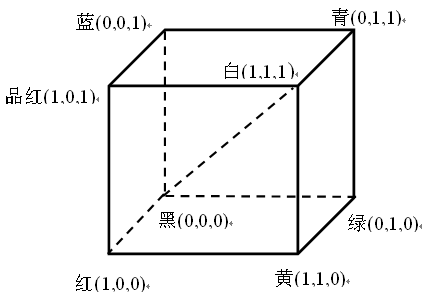 蓝(0,0,1)
青(0,1,1)
白(1,1,1)
品红(1,0,1)
黑(0,0,0)
绿(0,1,0)
红(1,0,0)
黄(1,1,0)